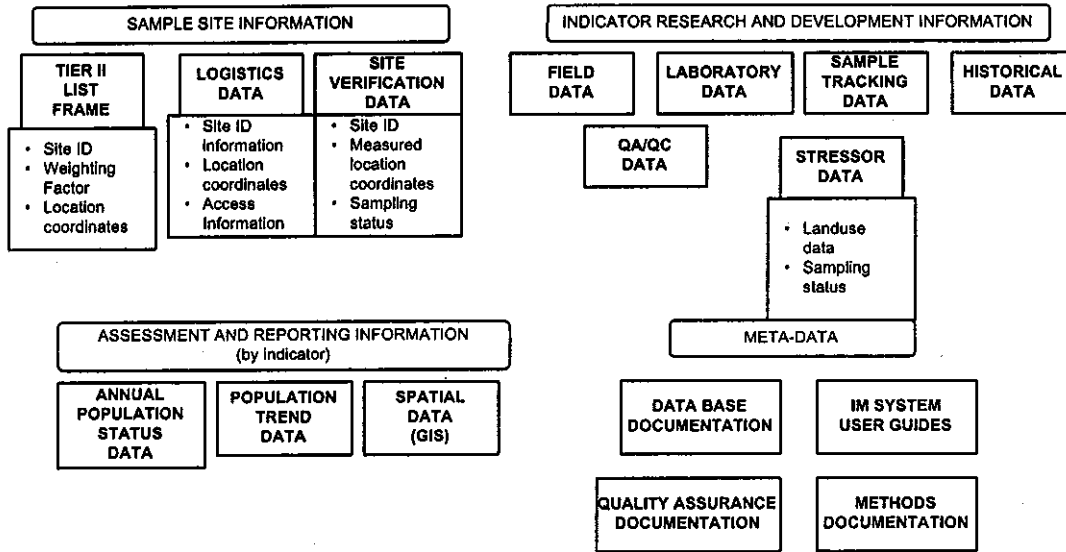 SAMPLE SITE INFORMATION
TIER II
LIST
FRAME
• Site ID
• Weighting
Factor
• Location
coordinates
LOGISTICS
DATA
• Site ID
information
• Location
coordinates
• Access
Information
SITE
VERIFICATION
DATA
• Site ID
• Measured
location
coordinates
• Sampling
status
INDICATOR RESEARCH AND DEVELOPMENT INFORMATION
FIELD
DATA
LABORATORY
DATA
SAMPLE
TRACKING
DATA
HISTORICAL
DATA
QA/QC
DATA
STRESSOR
DATA
• Landuse
data
• Sampling
status
ASSESSMENT AND REPORTING INFORMATION
(by indicator)
ANNUAL
POPULATION
STATUS
DATA
POPULATION
TREND
DATA
SPATIAL
DATA
(GIS)
META-DATA
DATA BASE
DOCUMENTATION
IM SYSTEM
USER GUIDES
QUALITY ASSURANCE
DOCUMENTATION
METHODS
DOCUMENTATION